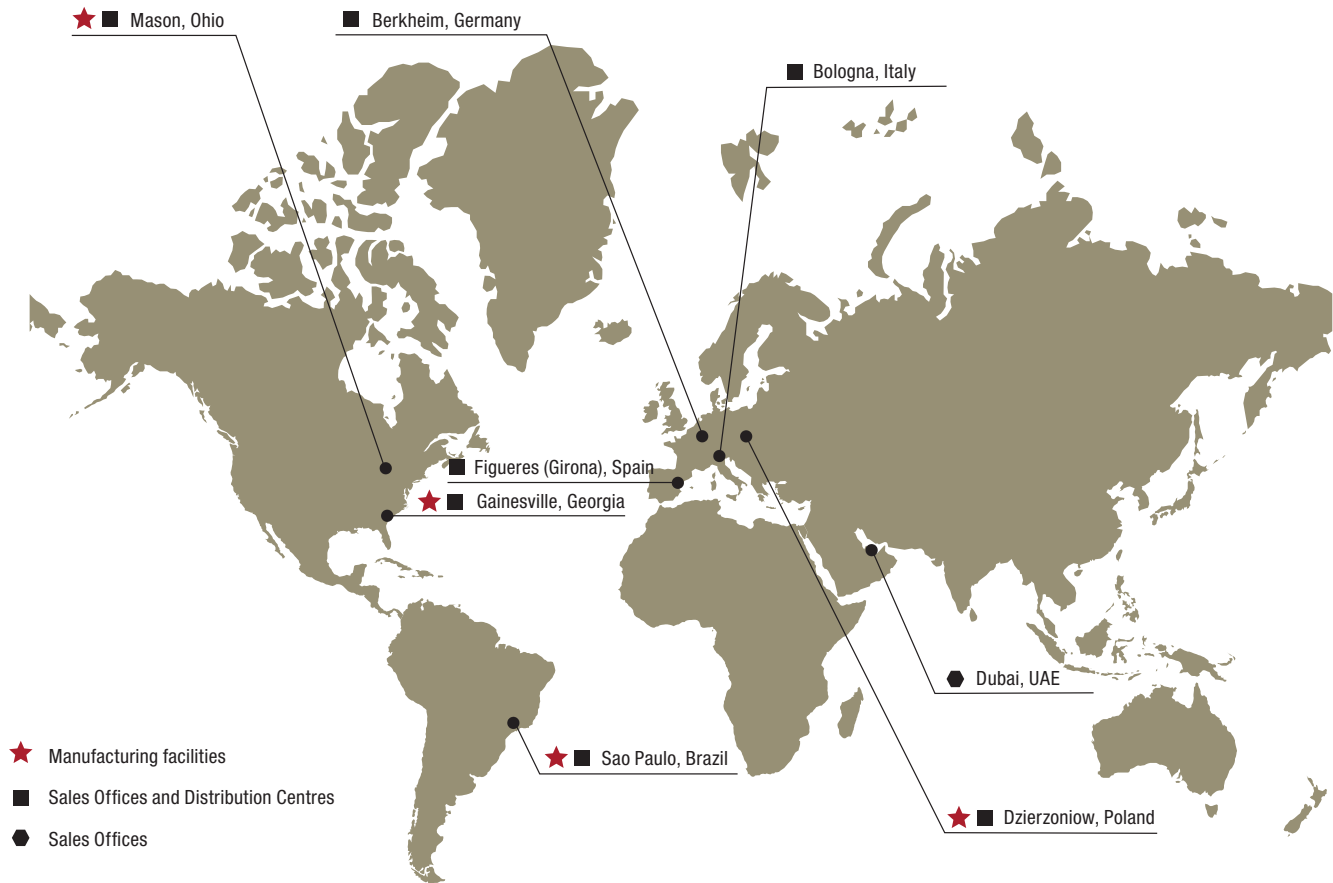 Mason, Ohio
Berkheim, Germany
Bologna, Italy
Figueres (Girona), Spain
Gainesville, Georgia
Dubai, UAE
Sao Paulo, Brazil
Dzierzoniow, Poland
Manufacturing facilities
Sales Offices and Distribution Centres
Sales Offices